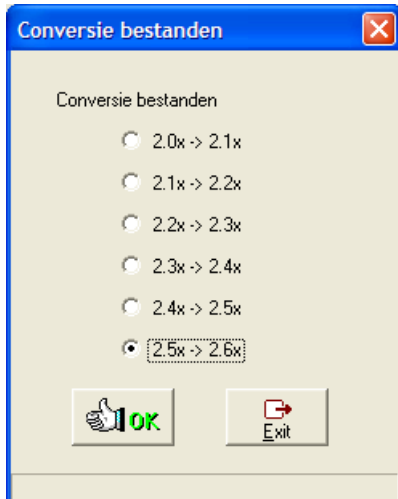 Conversie bestanden
Conversie bestanden
2.0x -> 2.1x
2.1x -> 2.2x
2.2x -> 2.3x
2.3x -> 2.4x
2.4x -> 2.5x
2.5x -> 2.6x
OK
Exit